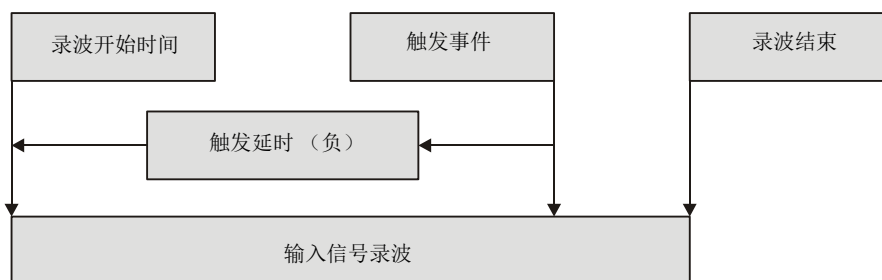 录波开始时间
触发事件
录波结束
触发延时 （负）
输入信号录波